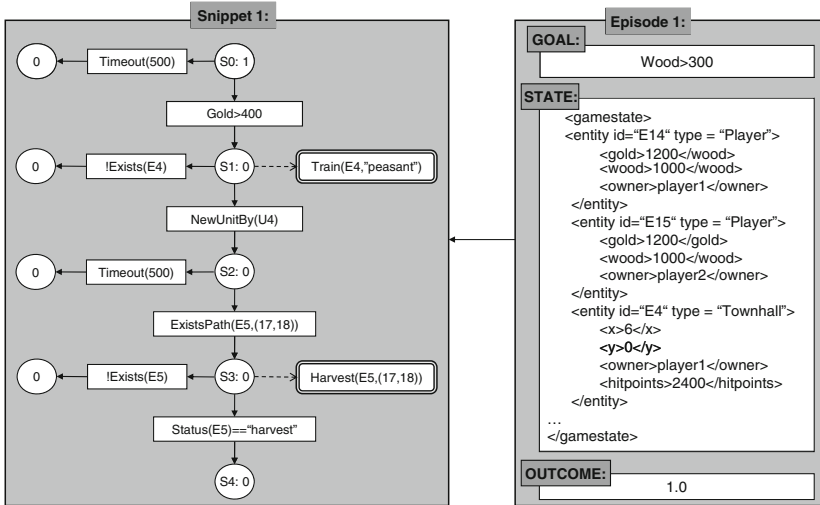 Snippet 1:
0
Timeout(500)
S0: 1
Gold>400
0
!Exists(E4)
S1: 0
Train(E4,"peasant")
NewUnitBy(U4)
0
Timeout(500)
S2: 0
ExistsPath(E5,(17,18))
0
!Exists(E5)
S3: 0
Harvest(E5,(17,18))
Status(E5)==“harvest”
S4: 0
Episode 1:
GOAL:
Wood>300
STATE:
<gamestate>
<entity id=“E14“ type = “Player”>
<gold>1200</wood>
<wood>1000</wood>
<owner>player1</owner>
</entity>
<entity id=“E15“ type = “Player”>
<gold>1200</gold>
<wood>1000</wood>
<owner>player2</owner>
</entity>
<entity id=“E4“ type = “Townhall”>
<x>6</x>
<y>0</y>
<owner>player1</owner>
<hitpoints>2400</hitpoints>
</entity>
…
</gamestate>
OUTCOME:
1.0